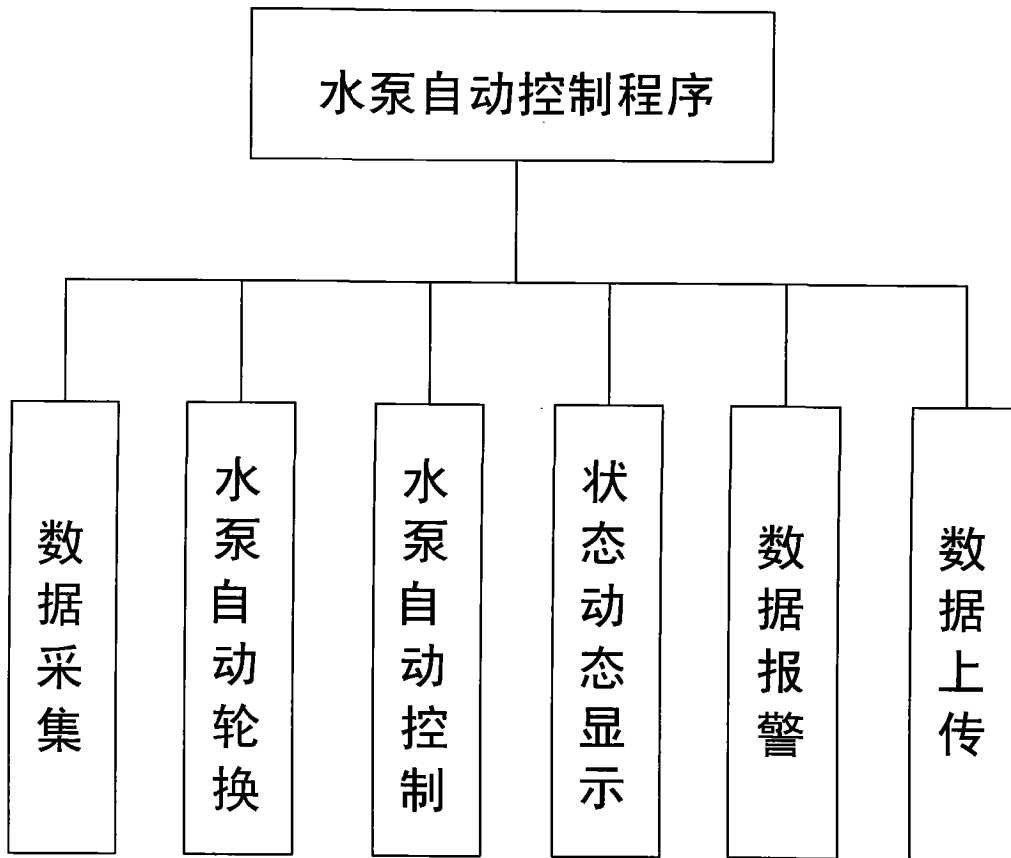 水泵自动控制程序
数据采集
水泵自动轮换
水泵自动控制
状态动态显示
数据报警
数据上传